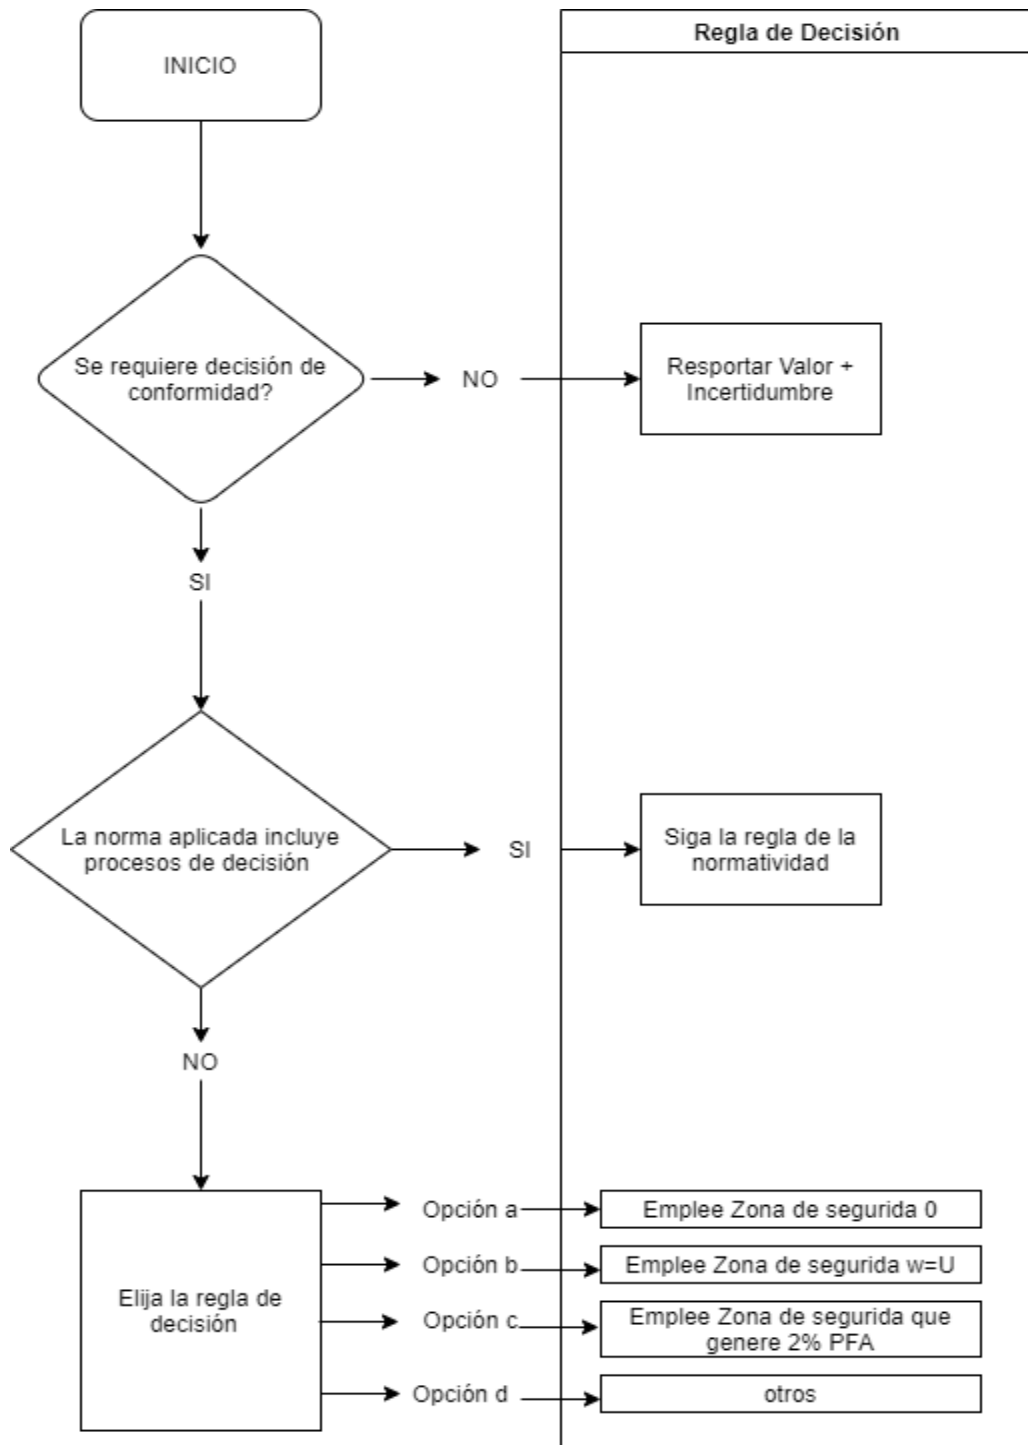 INICIO
Regla de Decisión
Se requiere decisión de
conformidad?
NO
Resportar Valor +
Incertidumbre
SI
La norma aplicada incluye
procesos de decisión
SI
Siga la regla de la
normatividad
NO
Elija la regla de
decisión
Opción a
Emplee Zona de segurida 0
Opción b
Emplee Zona de segurida w=U
Opción c
Emplee Zona de segurida que
genere 2% PFA
Opción d
otros